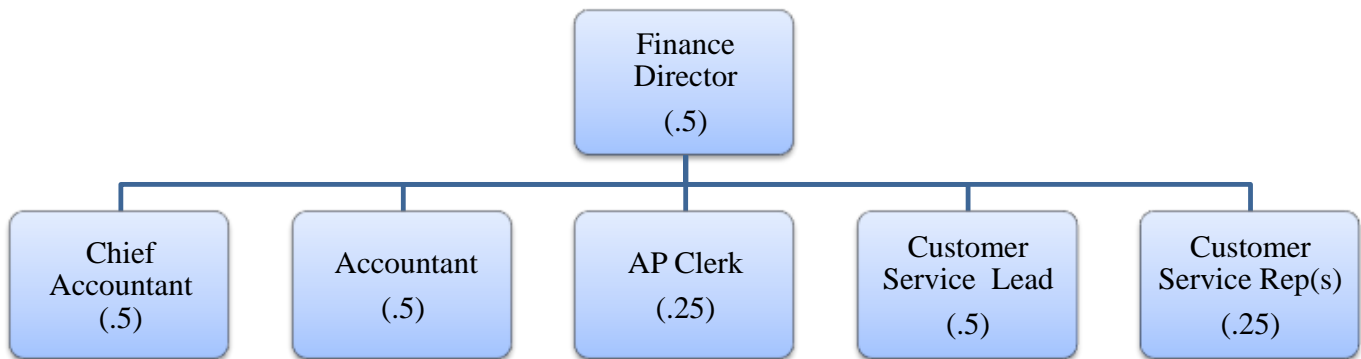 Finance
Director
(.5)
Chief
Accountant
(.5)
Accountant
(.5)
AP Clerk
(.25)
Customer
Service Lead
(.5)
Customer
Service Rep(s)
(.25)